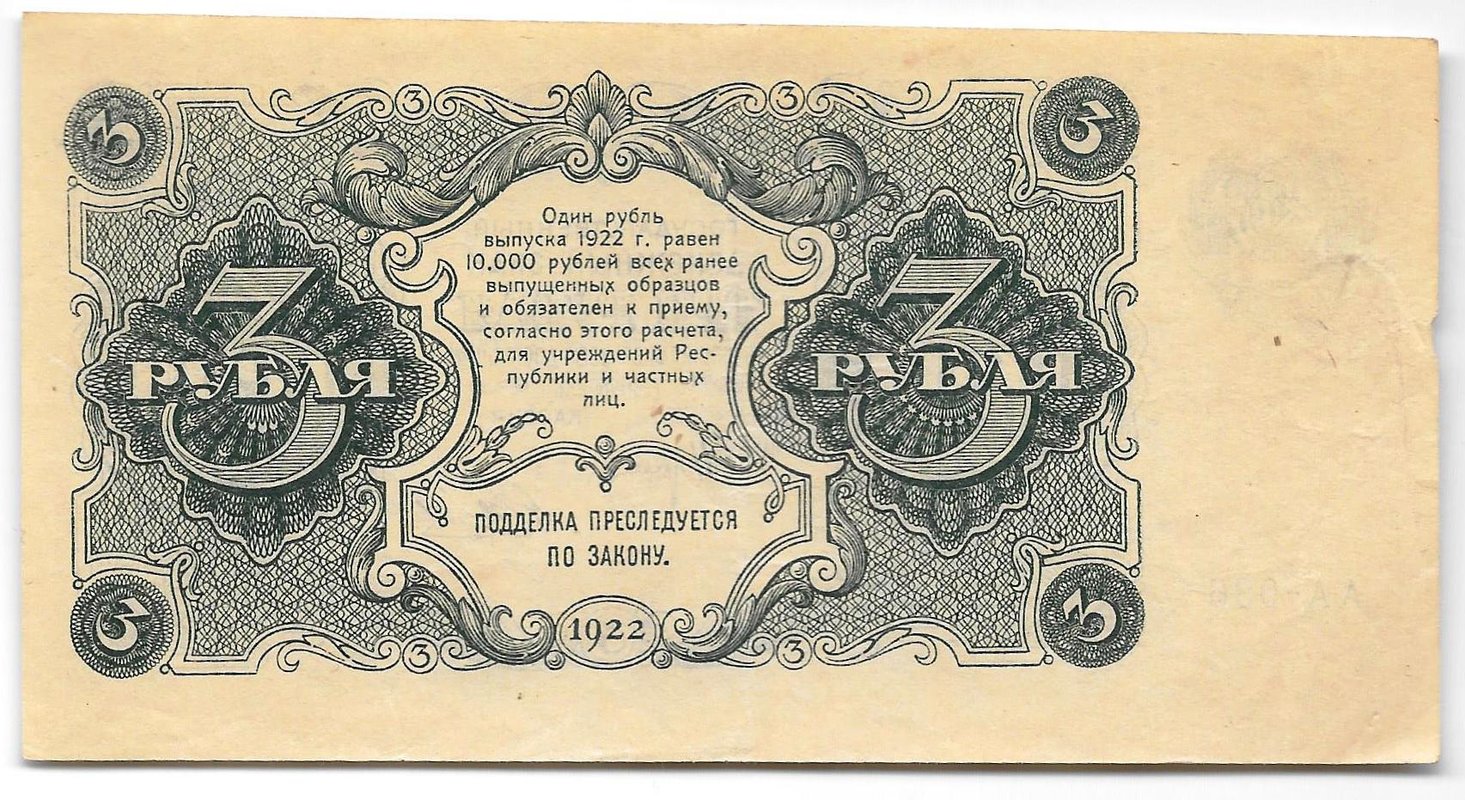 3 3 3 3
Один рубль
выпуска 1922 г. равен
10.000 рублей всех ранее
выпущенных образцов
и обязателен к приему,
согласно этого расчета,
для учреждений Рес-
публики и частных
лиц.
3 РУБЛЯ
3 РУБЛЯ
ПОДДЕЛКА ПРЕСЛЕДУЕТСЯ
ПО ЗАКОНУ.
3 3
1922
3 3